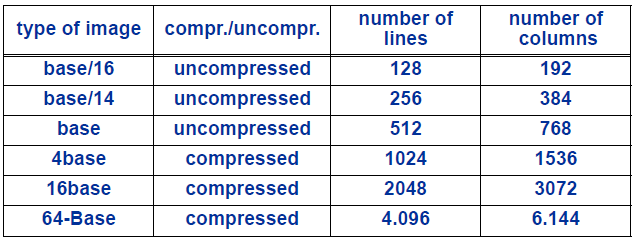 type of image compr./uncompr. number of lines number of columns
base/16 uncompressed 128 192
base/14 uncompressed 256 384
base uncompressed 512 768
4base compressed 1024 1536
16base compressed 2048 3072
64-Base compressed 4.096 6.144